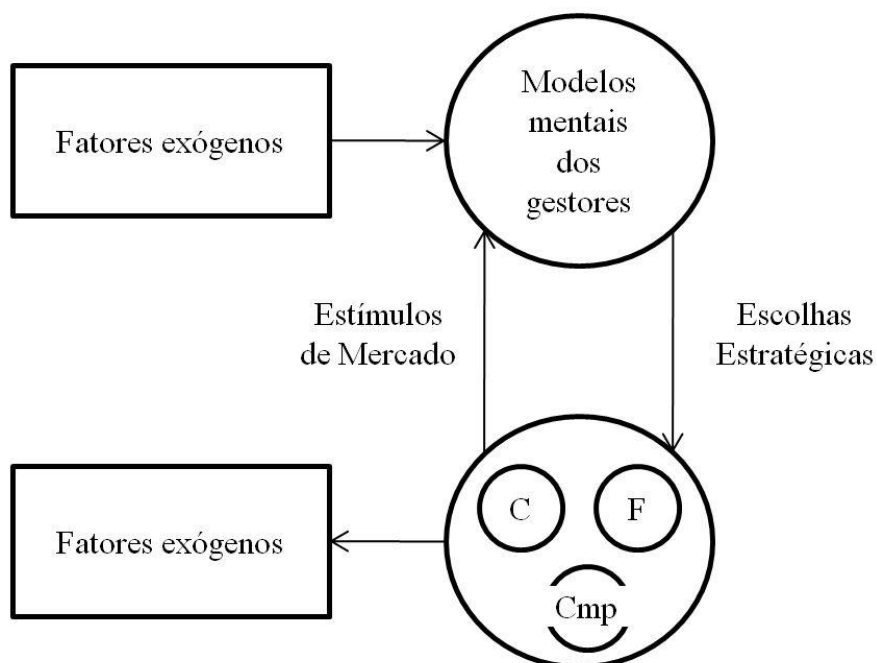 Fatores exógenos
Modelos
mentais
dos
gestores
Estímulos
de Mercado
Escolhas
Estratégicas
C
F
Fatores exógenos
Cmp